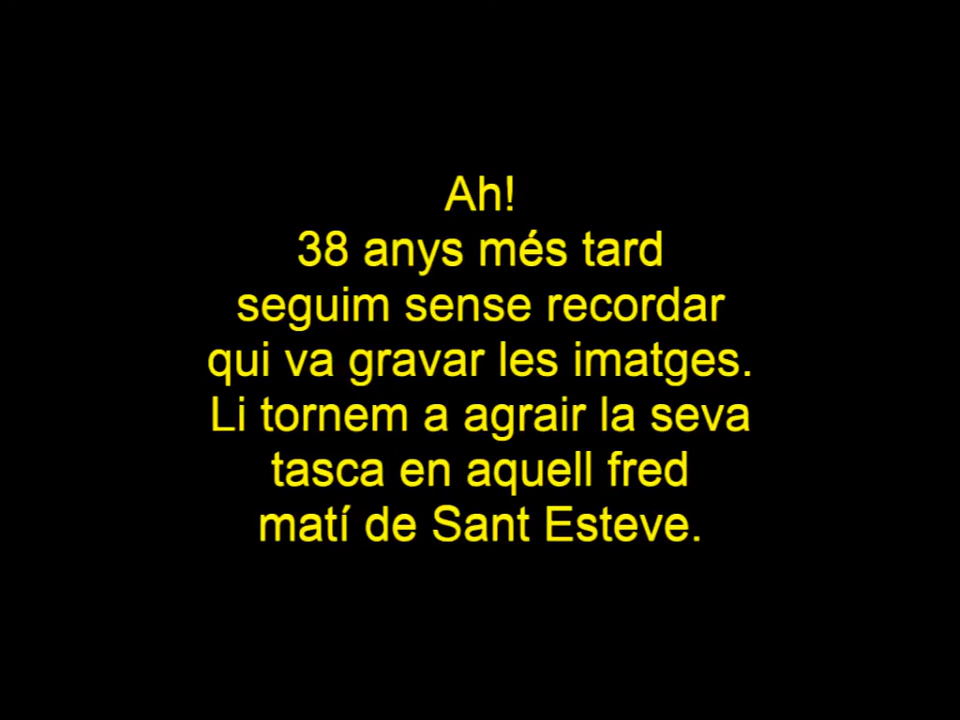 Ah!
38 anys més tard
seguim sense recordar
qui va gravar les imatges.
Li tornem a agrair la seva
tasca en aquell fred
matí de Sant Esteve.